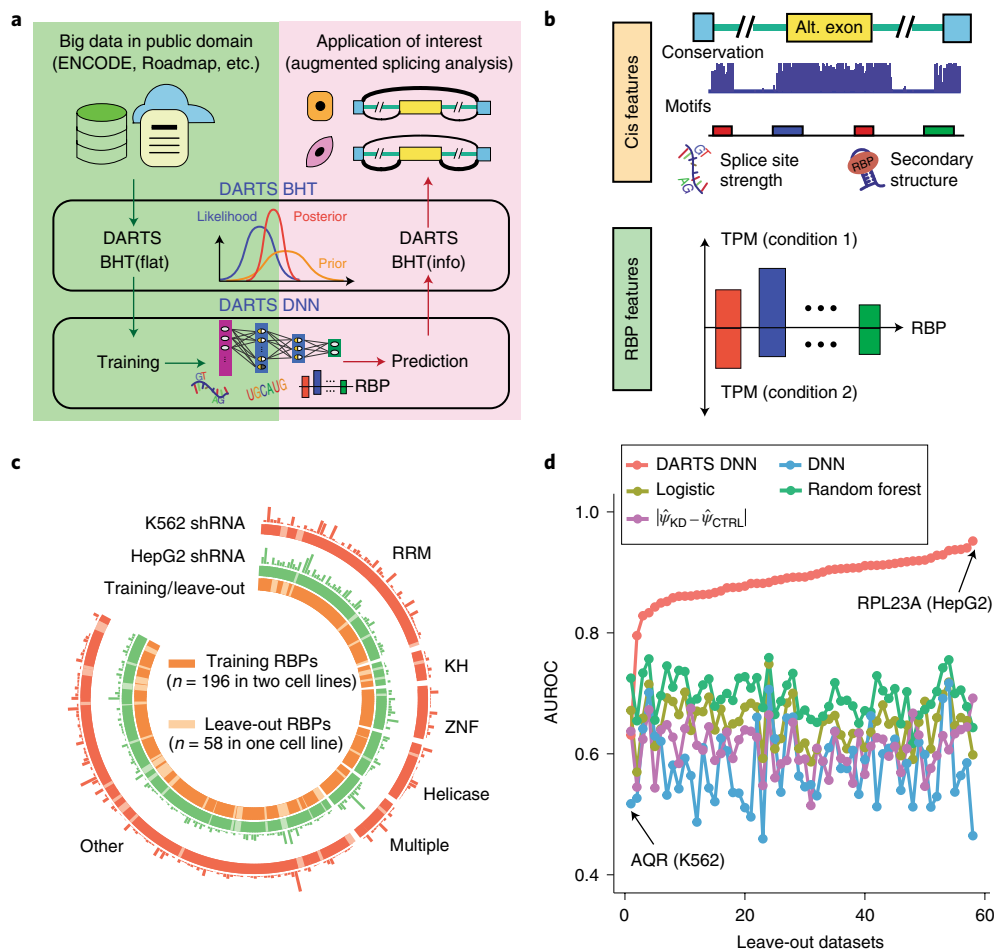 a
Big data in public domain
(ENCODE, Roadmap, etc.)
Application of interest
(augmented splicing analysis)
DARTS BHT
DARTS
BHT(flat)
Likelihood
Posterior
Prior
DARTS
BHT(info)
DARTS DNN
Training
Prediction
GT
AG
UGCAUG
RBP
b
Cis features
Alt. exon
Conservation
Motifs
GT
AG
Splice site
strength
RBP
Secondary
structure
RBP features
TPM (condition 1)
RBP
TPM (condition 2)
c
K562 shRNA
HepG2 shRNA
Training/leave-out
RRM
KH
ZNF
Helicase
Multiple
Other
Training RBPs
(n = 196 in two cell lines)
Leave-out RBPs
(n = 58 in one cell line)
d
DARTS DNN
DNN
Logistic
Random forest
|ψ̂KD – ψ̂CTRL|
AUROC
1.0
0.8
0.6
0.4
RPL23A (HepG2)
AQR (K562)
0
20
40
60
Leave-out datasets